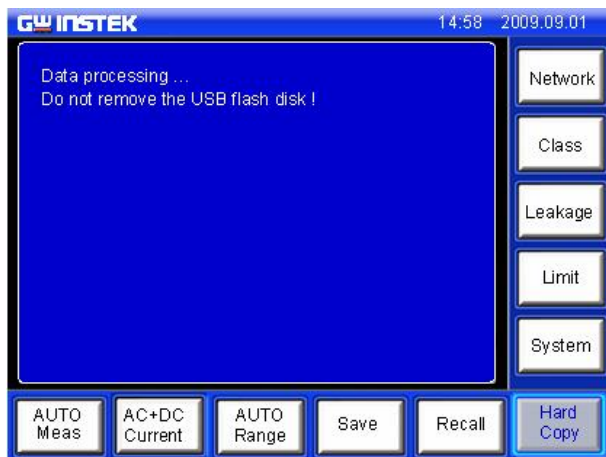 GW INSTEK 14:58 2009.09.01
Data processing ...
Do not remove the USB flash disk !
Network
Class
Leakage
Limit
System
AUTO
Meas
AC+DC
Current
AUTO
Range
Save
Recall
Hard
Copy